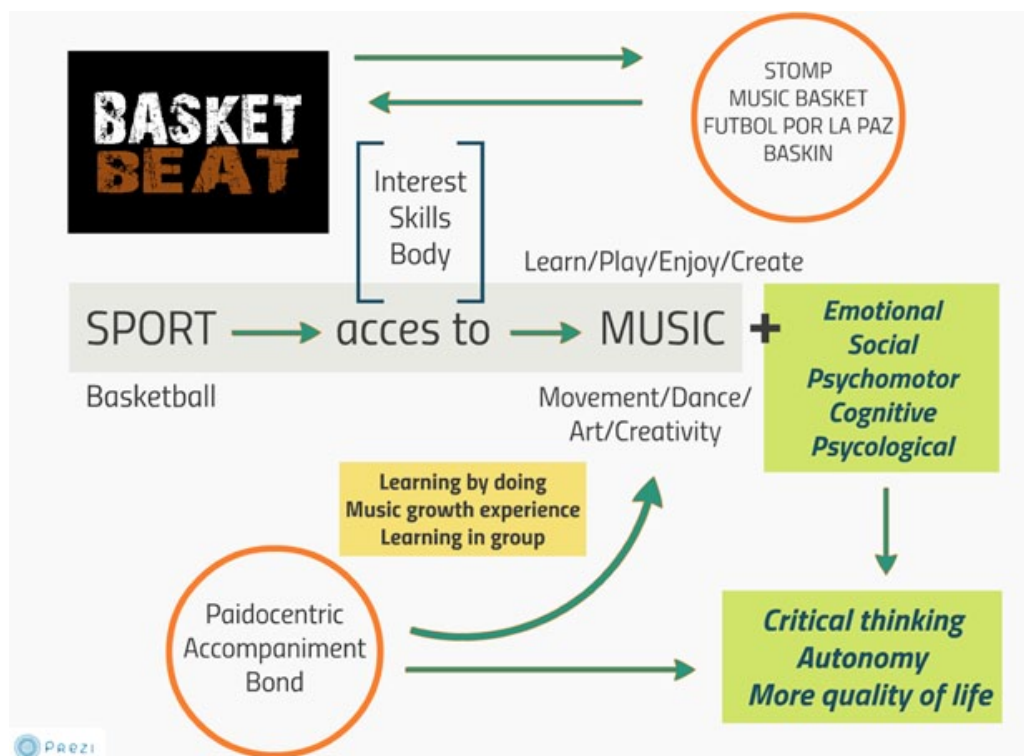 BASKET
BEAT
STOMP
MUSIC BASKET
FUTBOL POR LA PAZ
BASKIN
Interest
Skills
Body
Learn/Play/Enjoy/Create
SPORT acces to MUSIC +
Basketball
Movement/Dance/
Art/Creativity
Emotional
Social
Psychomotor
Cognitive
Psycological
Learning by doing
Music growth experience
Learning in group
Paidocentric
Accompaniment
Bond
Critical thinking
Autonomy
More quality of life
Prezi